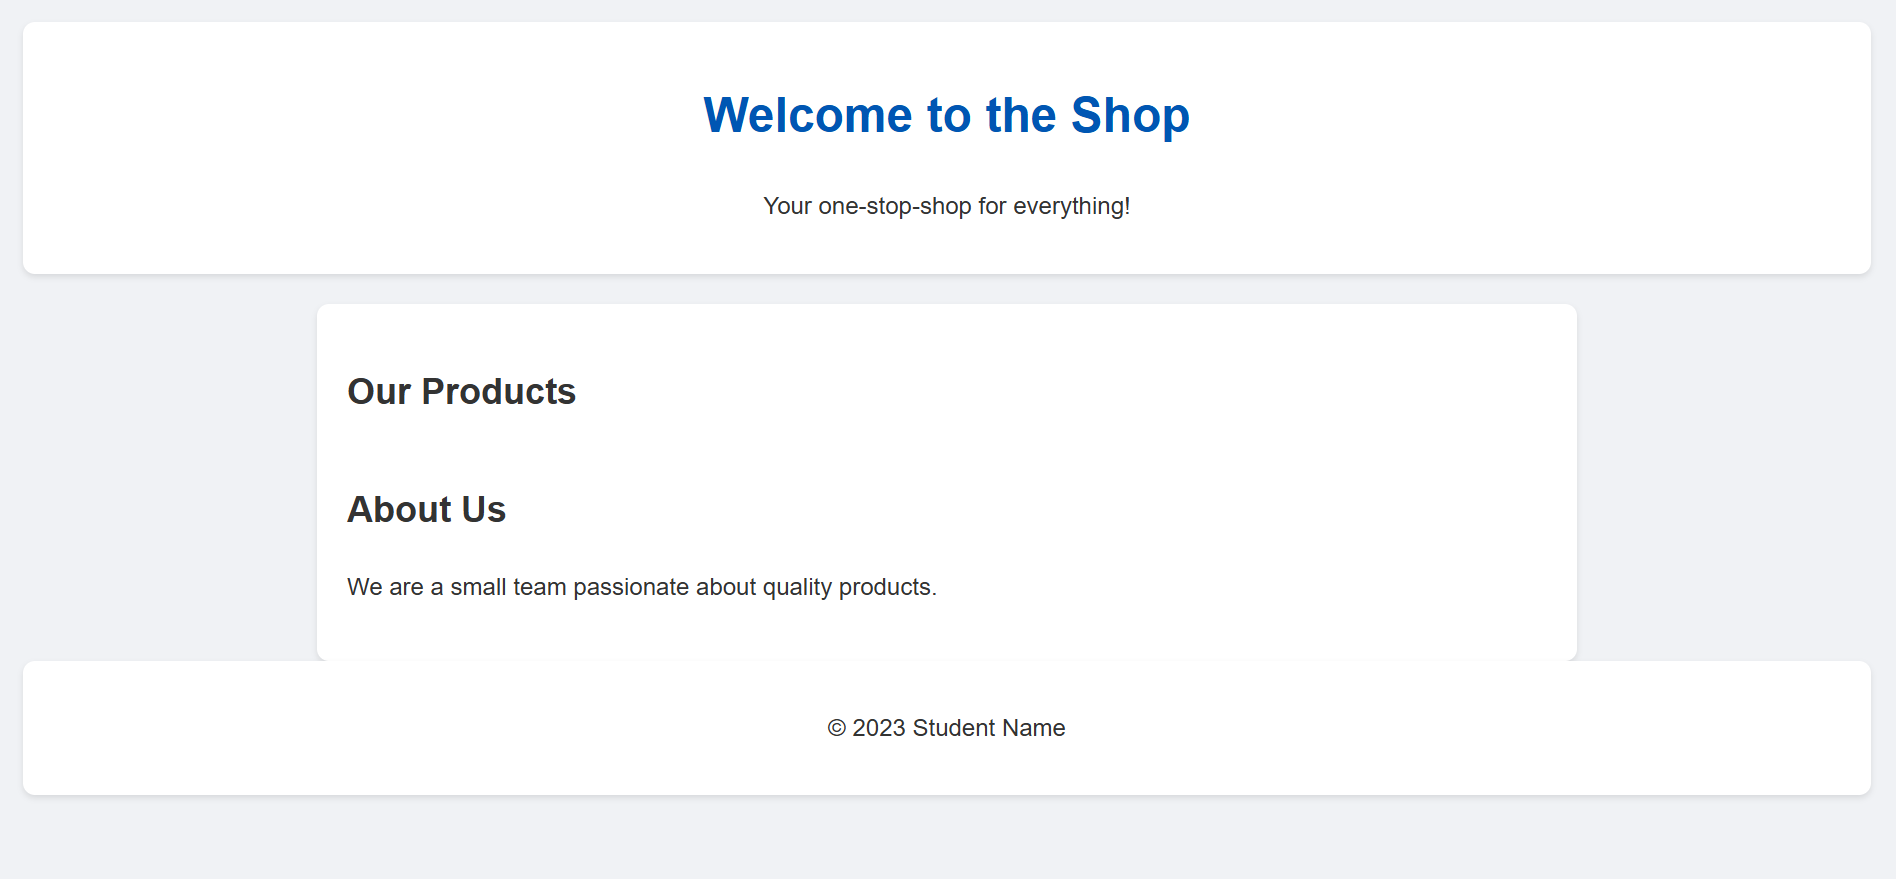 Welcome to the Shop
Your one-stop-shop for everything!
Our Products
About Us
We are a small team passionate about quality products.
© 2023 Student Name